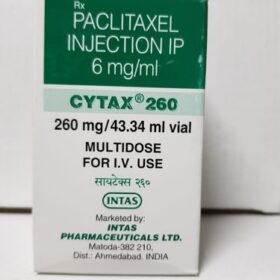 Rx
PACLITAXEL
INJECTION IP
6 mg/ml
CYTAX® 260
260 mg/43.34 ml vial
MULTIDOSE
FOR I.V. USE
सायटेक्स २६०
INTAS
Marketed by:
INTAS
PHARMACEUTICALS LTD.
Matoda-382 210,
Dist.: Ahmedabad. INDIA